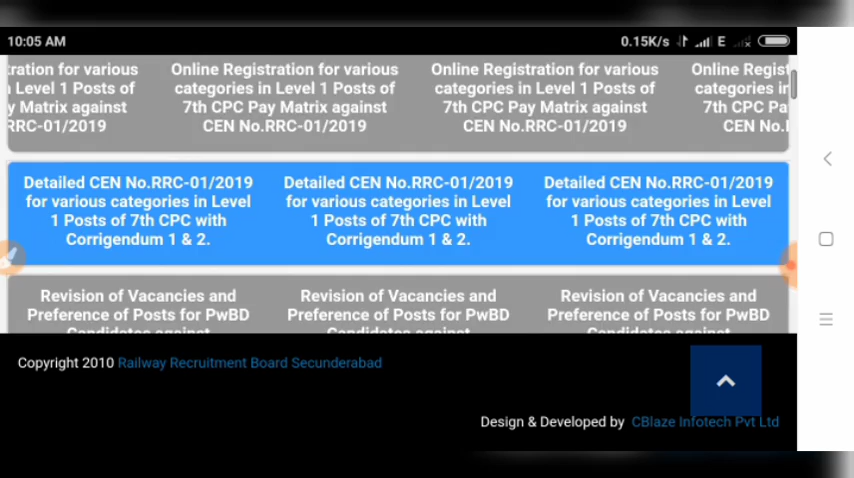 10:05 AM
0.15K/s
E
ration for various
Level 1 Posts of
y Matrix against
RRC-01/2019
Online Registration for various
categories in Level 1 Posts of
7th CPC Pay Matrix against
CEN No.RRC-01/2019
Online Registration for various
categories in Level 1 Posts of
7th CPC Pay Matrix against
CEN No.RRC-01/2019
Online Regist
categories in
7th CPC Pa
CEN No.
Detailed CEN No.RRC-01/2019
for various categories in Level
1 Posts of 7th CPC with
Corrigendum 1 & 2.
Detailed CEN No.RRC-01/2019
for various categories in Level
1 Posts of 7th CPC with
Corrigendum 1 & 2.
Detailed CEN No.RRC-01/2019
for various categories in Level
1 Posts of 7th CPC with
Corrigendum 1 & 2.
Revision of Vacancies and
Preference of Posts for PwBD
Candidates against
Revision of Vacancies and
Preference of Posts for PwBD
Candidates against
Revision of Vacancies and
Preference of Posts for PwBD
Candidates against
Copyright 2010 Railway Recruitment Board Secunderabad
Design & Developed by CBlaze Infotech Pvt Ltd